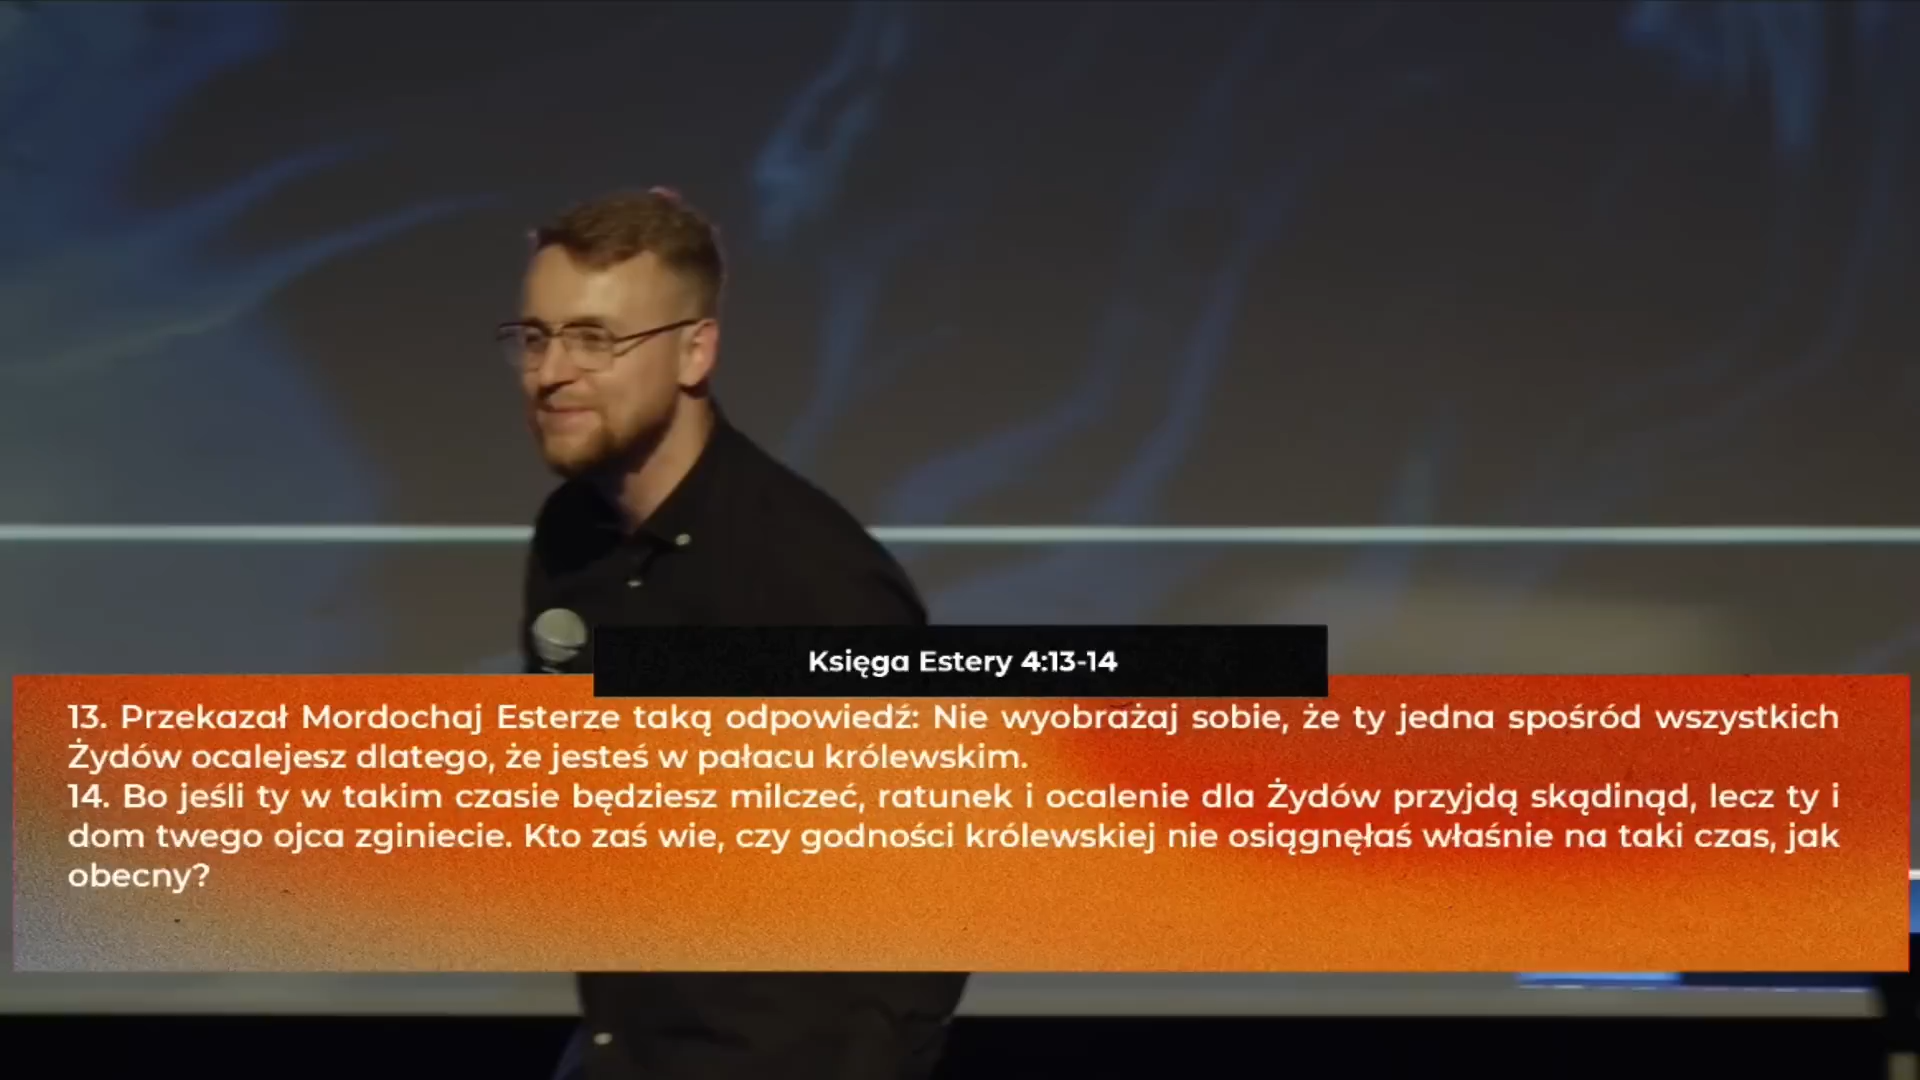 Księga Estery 4:13-14
13. Przekazał Mordochaj Esterze taką odpowiedź: Nie wyobrażaj sobie, że ty jedna spośród wszystkich
Żydów ocalejesz dlatego, że jesteś w pałacu królewskim.
14. Bo jeśli ty w takim czasie będziesz milczeć, ratunek i ocalenie dla Żydów przyjdą skądinąd, lecz ty i
dom twego ojca zginiecie. Kto zaś wie, czy godności królewskiej nie osiągnęłaś właśnie na taki czas, jak
obecny?